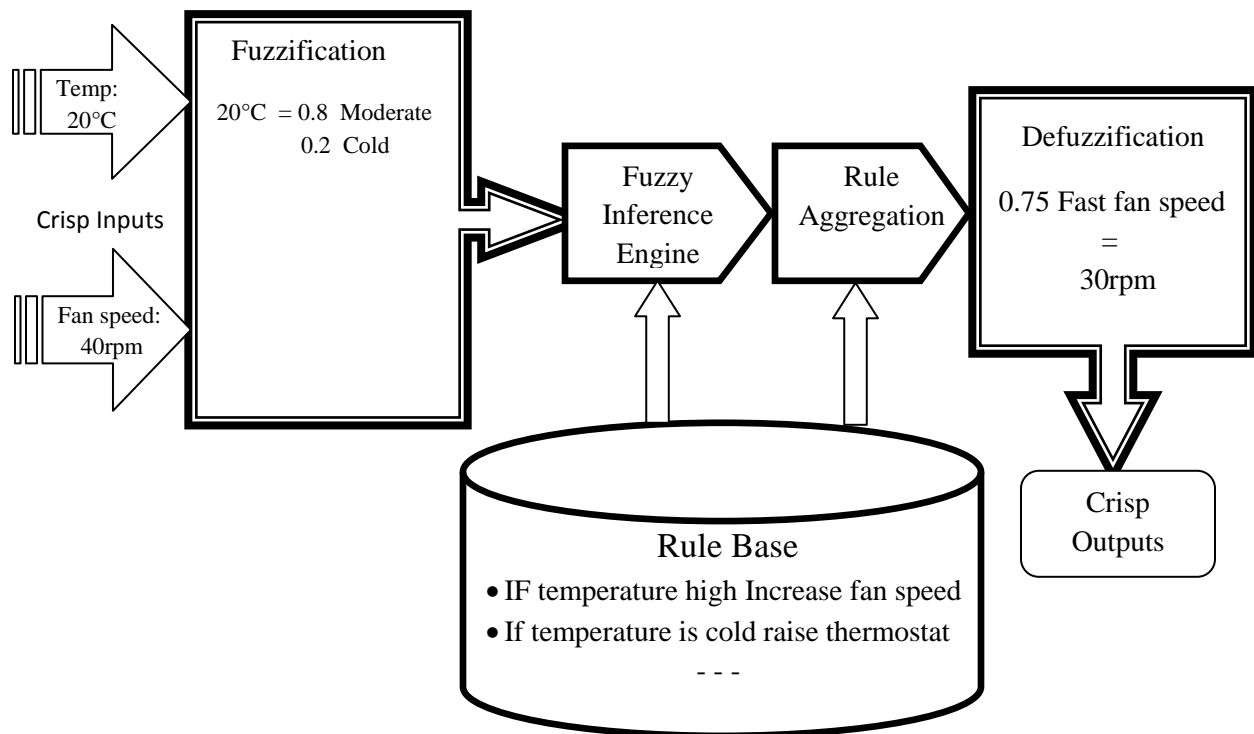 Temp:
20°C
Crisp Inputs
Fan speed:
40rpm
Fuzzification
20°C = 0.8 Moderate
0.2 Cold
Fuzzy
Inference
Engine
Rule
Aggregation
Defuzzification
0.75 Fast fan speed
=
30rpm
Crisp
Outputs
Rule Base
• IF temperature high Increase fan speed
• If temperature is cold raise thermostat
- - -